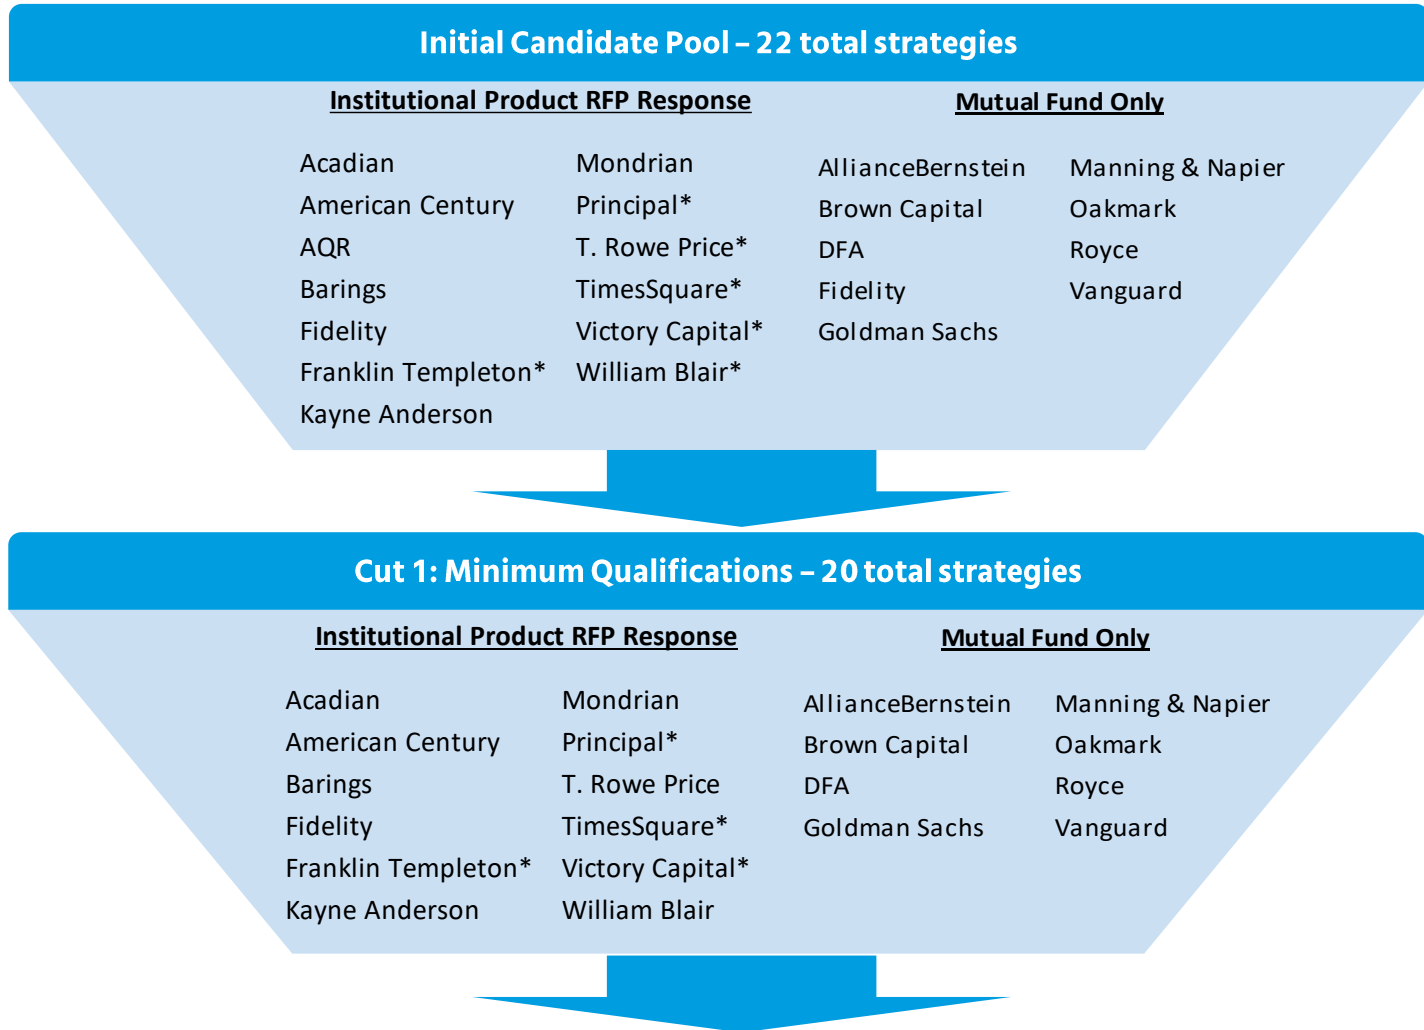 Initial Candidate Pool – 22 total strategies
Institutional Product RFP Response
Acadian
American Century
AQR
Barings
Fidelity
Franklin Templeton*
Kayne Anderson
Mondrian
Principal*
T. Rowe Price*
TimesSquare*
Victory Capital*
William Blair*
Mutual Fund Only
AllianceBernstein
Brown Capital
DFA
Fidelity
Goldman Sachs
Manning & Napier
Oakmark
Royce
Vanguard
Cut 1: Minimum Qualifications – 20 total strategies
Institutional Product RFP Response
Acadian
American Century
Barings
Fidelity
Franklin Templeton*
Kayne Anderson
Mondrian
Principal*
T. Rowe Price
TimesSquare*
Victory Capital*
William Blair
Mutual Fund Only
AllianceBernstein
Brown Capital
DFA
Goldman Sachs
Manning & Napier
Oakmark
Royce
Vanguard